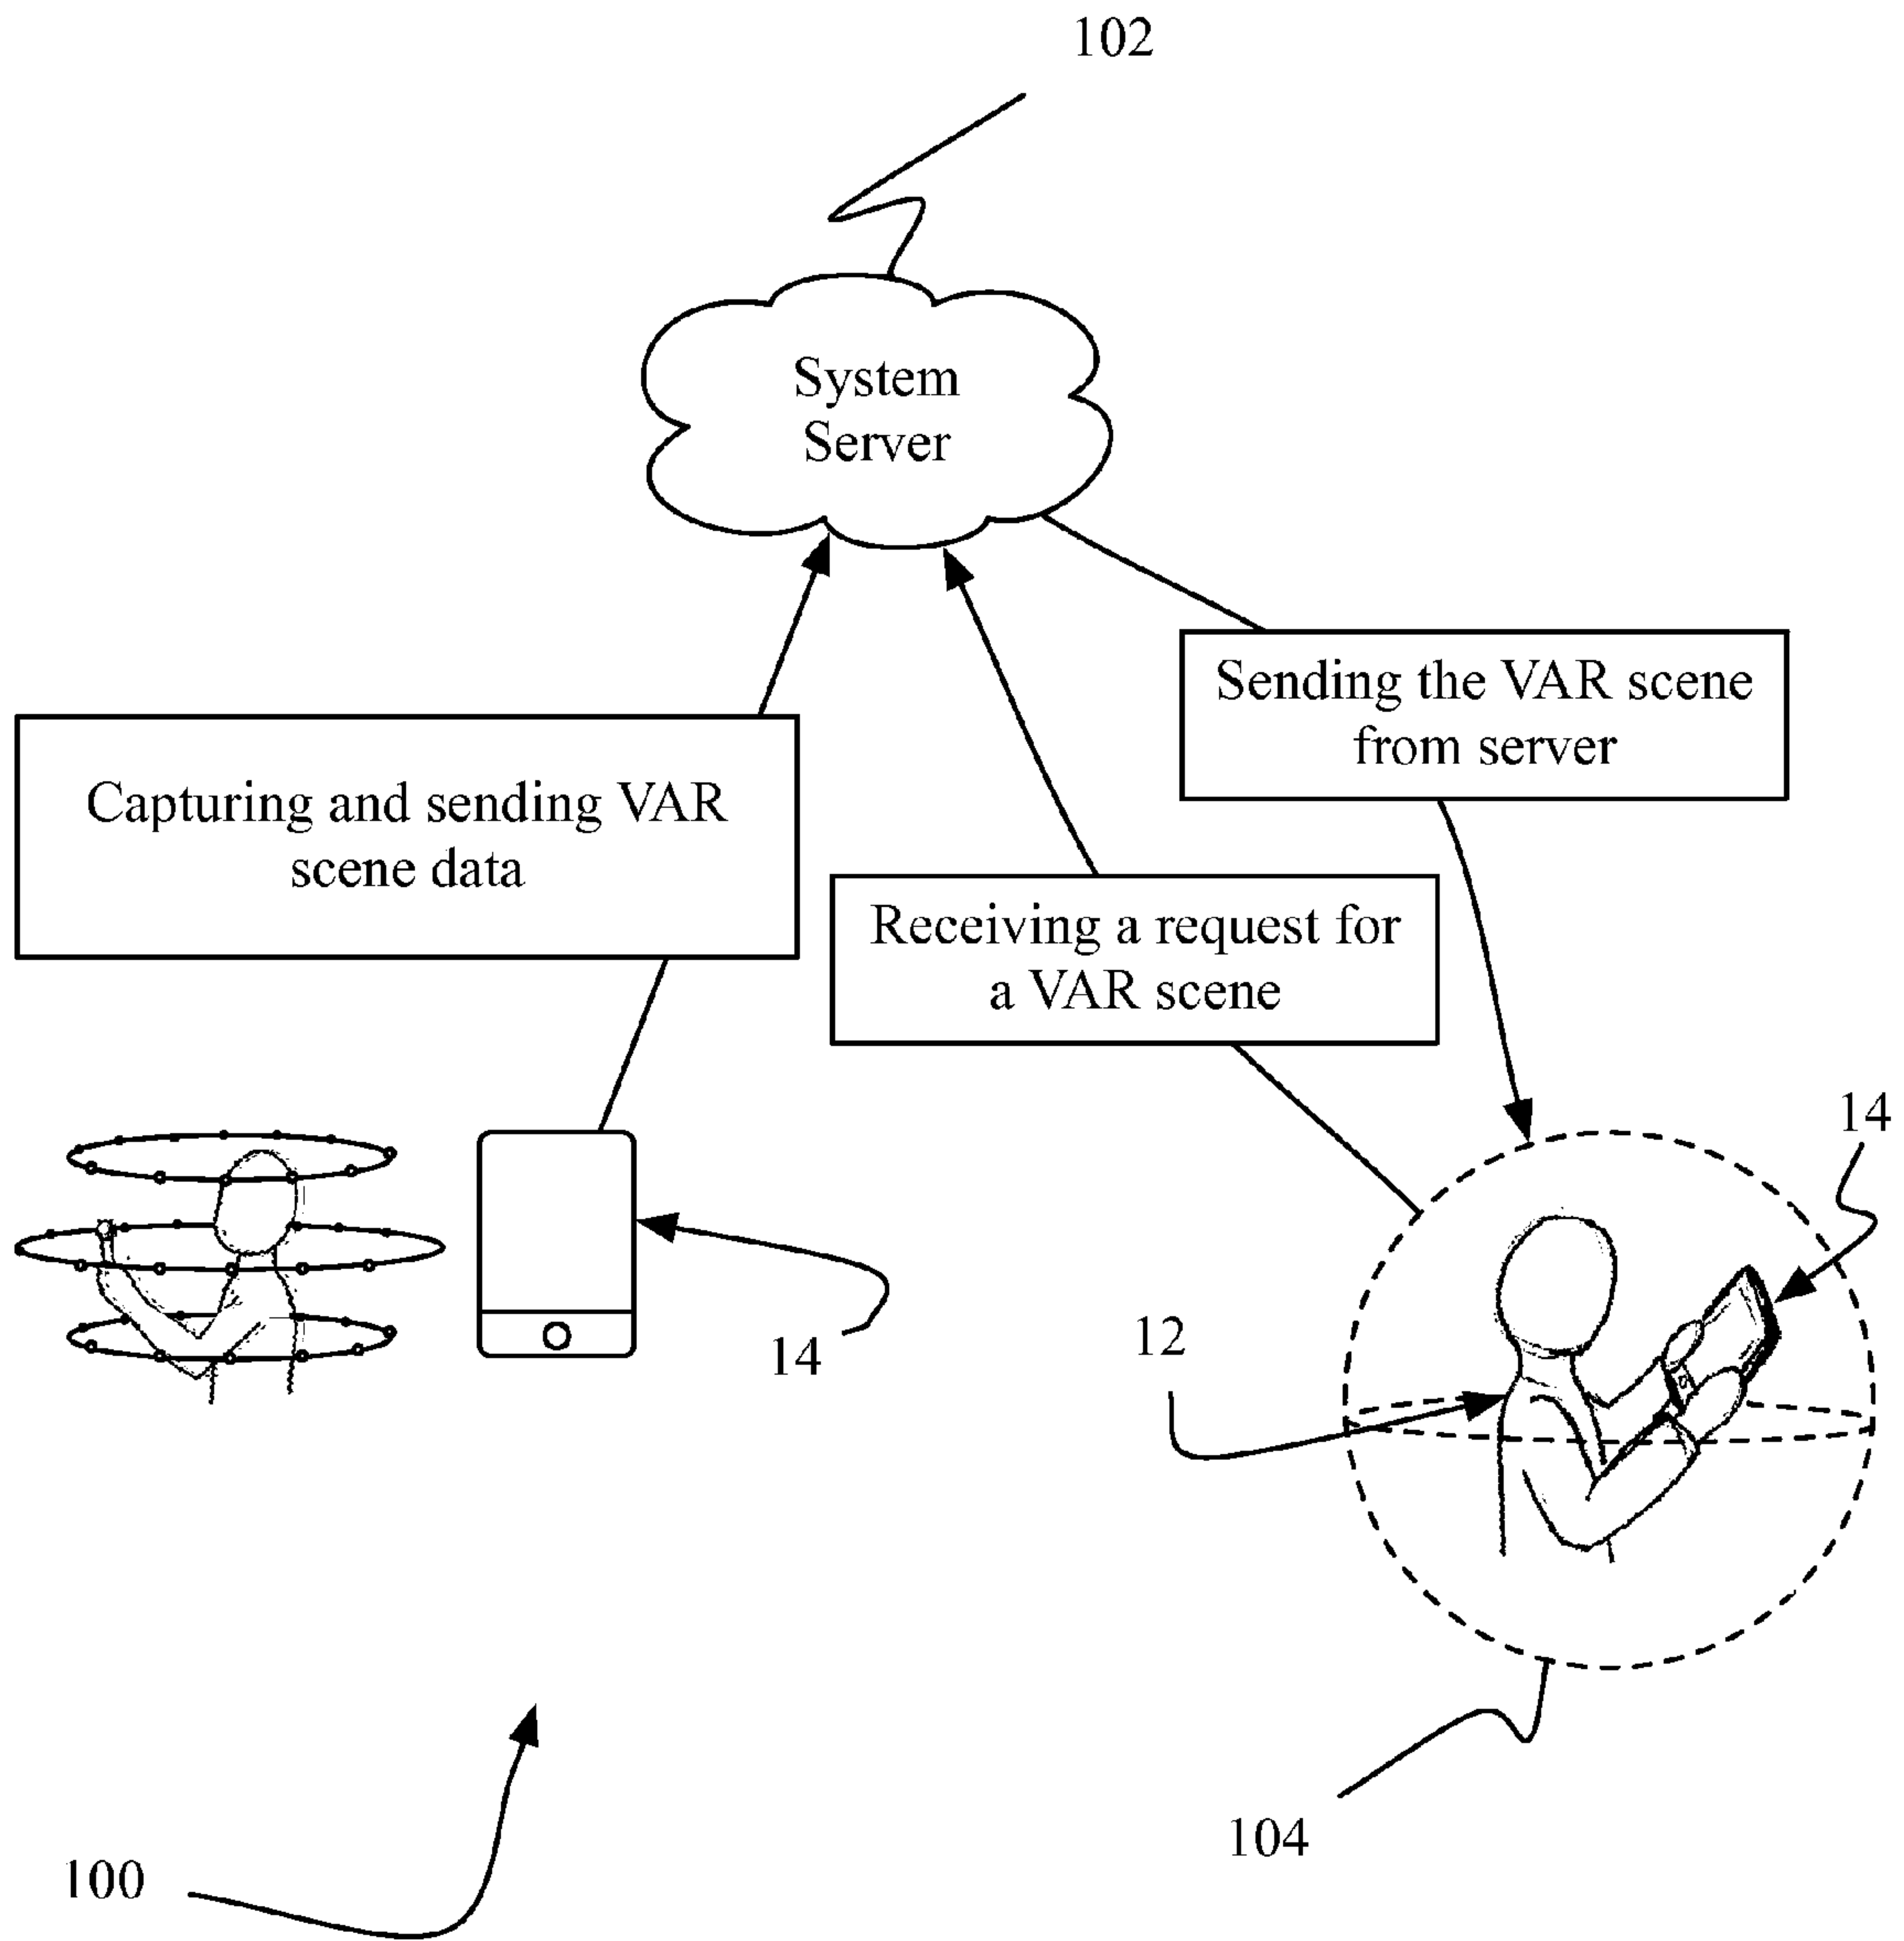 102
System
Server
Sending the VAR scene
from server
Capturing and sending VAR
scene data
Receiving a request for
a VAR scene
14
12
14
104
100